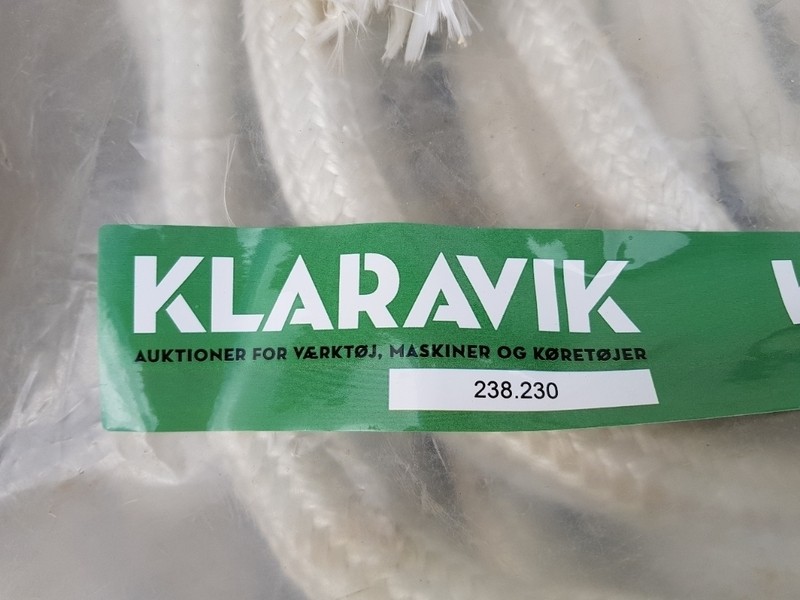 KLARAVIK
AUKTIONER FOR VÆRKTØJ, MASKINER OG KØRETØJER
238.230